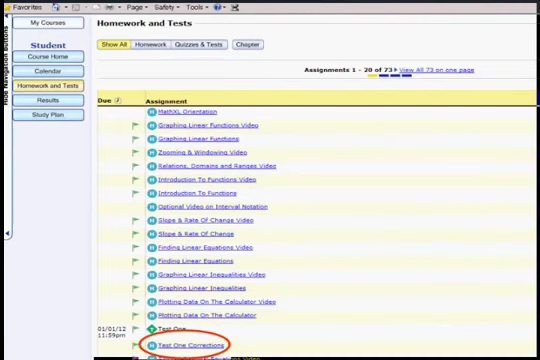 Favorites Page Safety Tools
My Courses
Homework and Tests
Student
Show All Homework Quizzes & Tests Chapter
Course Home
Calendar
Assignments 1 - 20 of 73 View All 73 on one page
Homework and Tests
Results
Due Assignment
Study Plan
Hide Navigation Buttons
MathXL Orientation
Graphing Linear Functions Video
Graphing Linear Functions
Zooming & Windowing Video
Relations, Domains and Ranges Video
Introduction To Functions Video
Introduction To Functions
Optional Video on Interval Notation
Slope & Rate Of Change Video
Slope & Rate Of Change
Finding Linear Equations Video
Finding Linear Equations
Graphing Linear Inequalities Video
Graphing Linear Inequalities
Plotting Data On The Calculator Video
Plotting Data On The Calculator
01/01/12 Test One
11:59pm
Test One Corrections